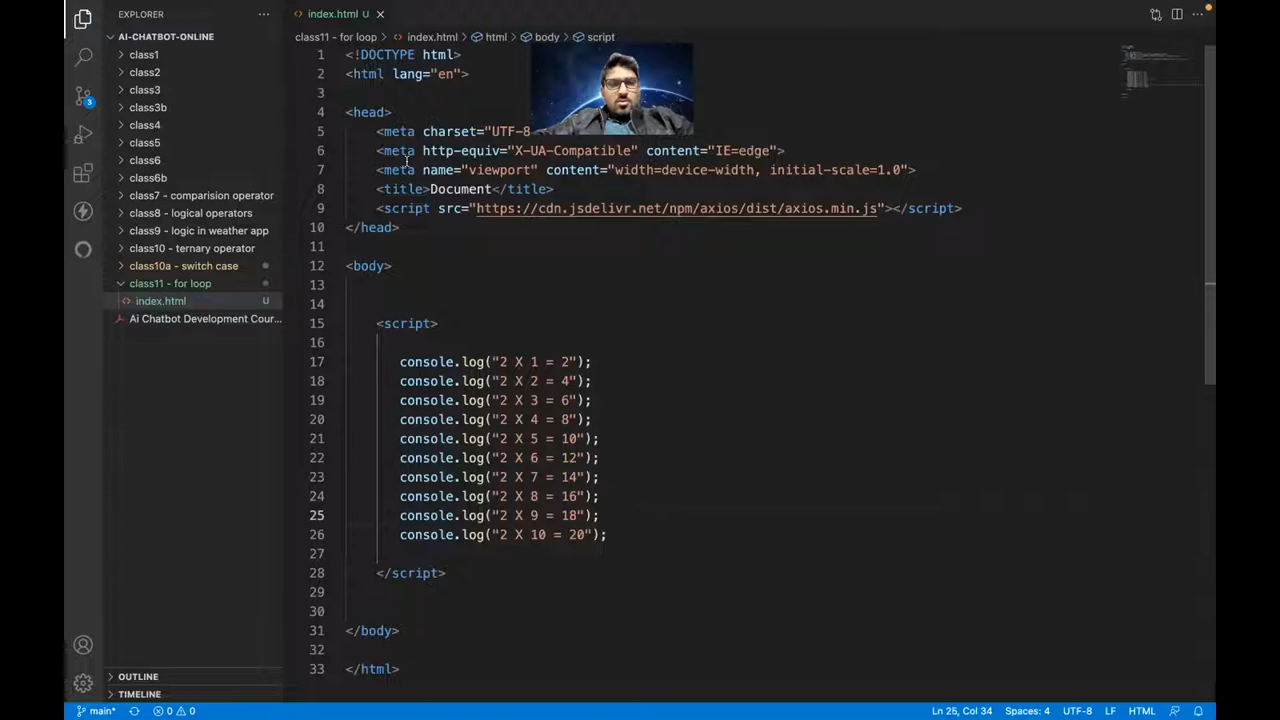 EXPLORER
index.html
AI-CHATBOT-ONLINE
class1
class2
class3
class3b
class4
class5
class6
class6b
class7 - comparision operator
class8 - logical operators
class9 - logic in weather app
class10 - ternary operator
class10a - switch case
class11 - for loop
index.html U
Ai Chatbot Development Cour...
OUTLINE
TIMELINE
3
class11 - for loop > index.html > html > body > script
1 <!DOCTYPE html>
2 <html lang="en">
3
4 <head>
5 <meta charset="UTF-8
6 <meta http-equiv="X-UA-Compatible" content="IE=edge">
7 <meta name="viewport" content="width=device-width, initial-scale=1.0">
8 <title>Document</title>
9 <script src="https://cdn.jsdelivr.net/npm/axios/dist/axios.min.js"></script>
10 </head>
11
12 <body>
13
14
15 <script>
16
17 console.log("2 X 1 = 2");
18 console.log("2 X 2 = 4");
19 console.log("2 X 3 = 6");
20 console.log("2 X 4 = 8");
21 console.log("2 X 5 = 10");
22 console.log("2 X 6 = 12");
23 console.log("2 X 7 = 14");
24 console.log("2 X 8 = 16");
25 console.log("2 X 9 = 18");
26 console.log("2 X 10 = 20");
27
28 </script>
29
30
31 </body>
32
33 </html>
main* 0 0 Ln 25, Col 34 Spaces: 4 UTF-8 LF HTML